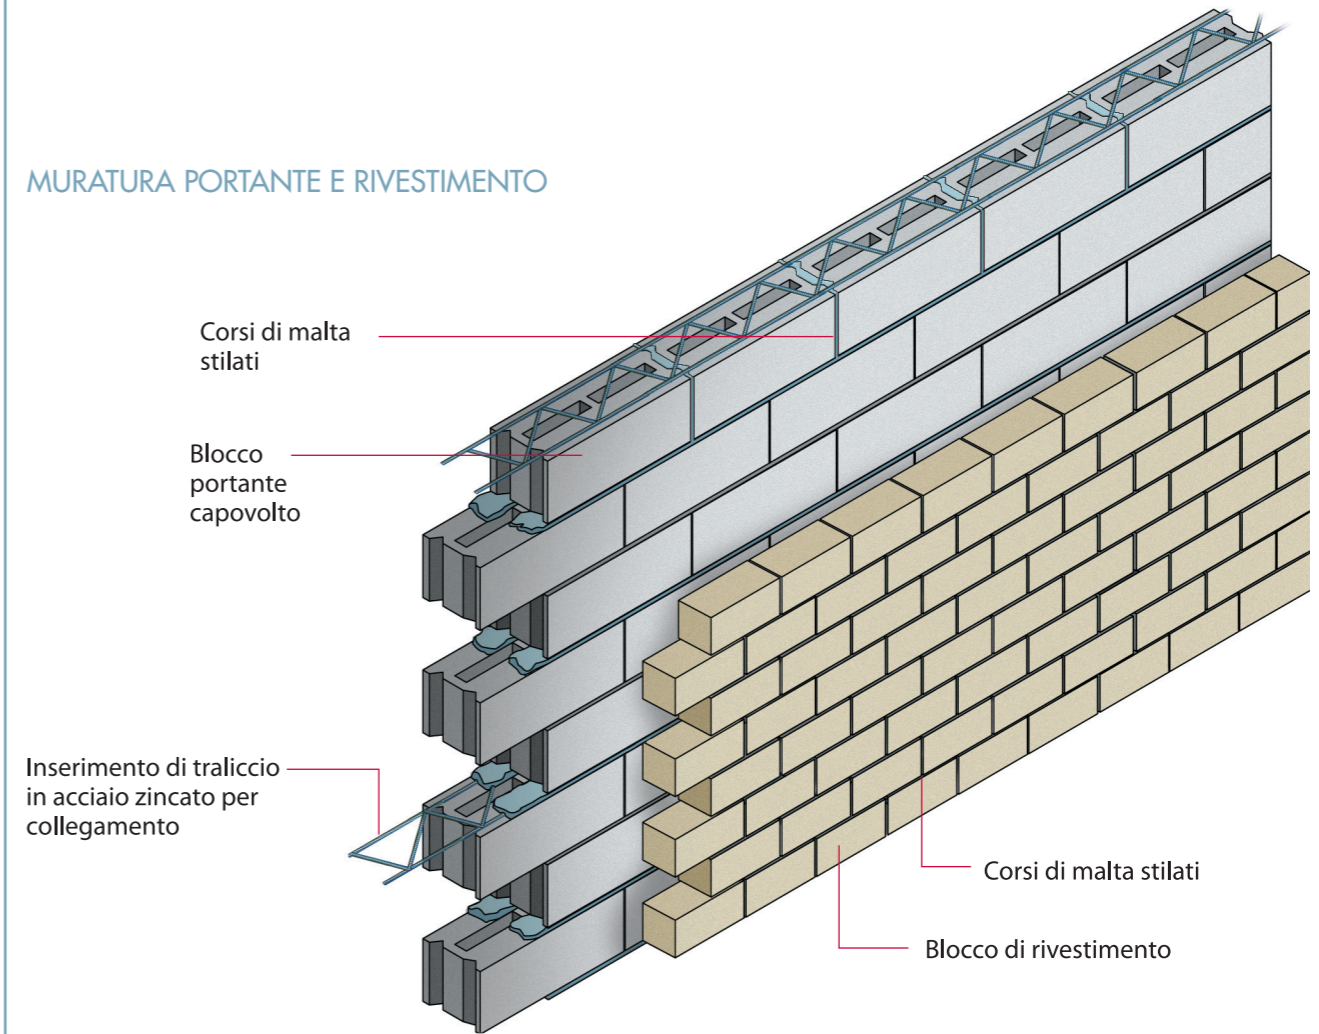 MURATURA PORTANTE E RIVESTIMENTO
Corsi di malta
stilati
Blocco
portante
capovolto
Inserimento di traliccio
in acciaio zincato per
collegamento
Corsi di malta stilati
Blocco di rivestimento